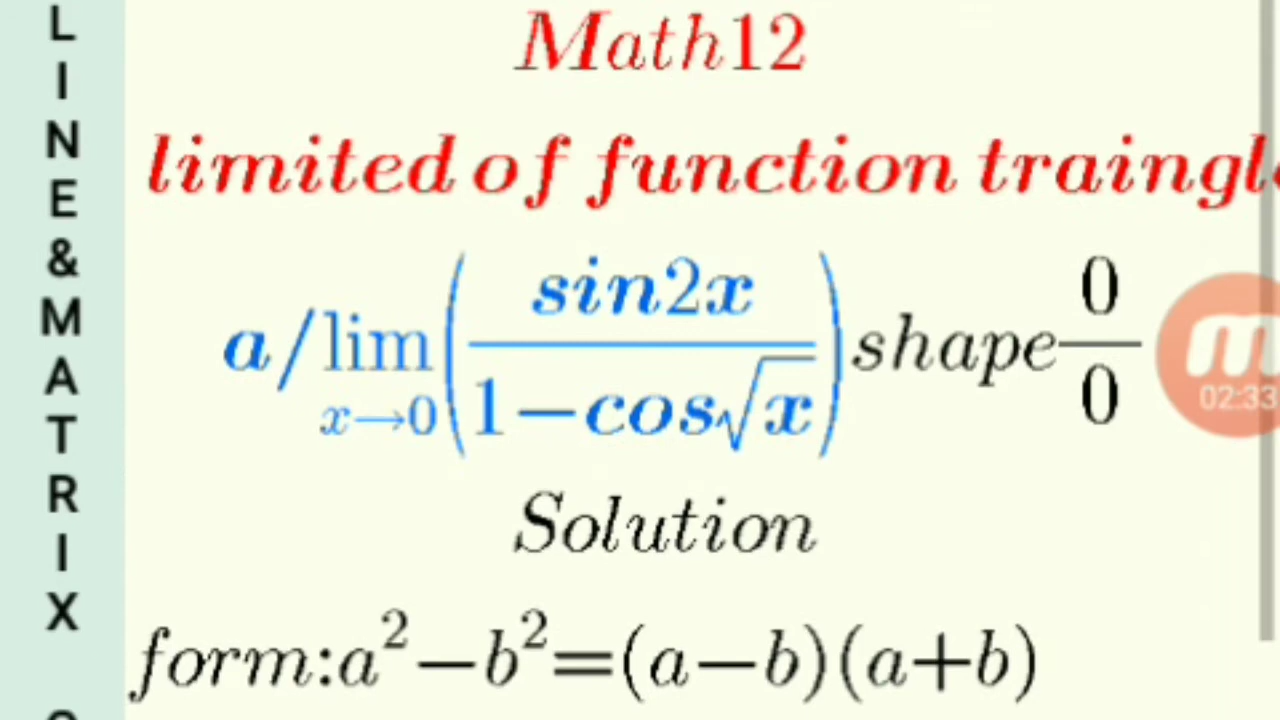 LINE&MATRIX
Math12
limited of function traingl
a/lim x→0 (sin2x / 1−cos√x) shape 0/0
02:33
Solution
form:a²−b²=(a−b)(a+b)